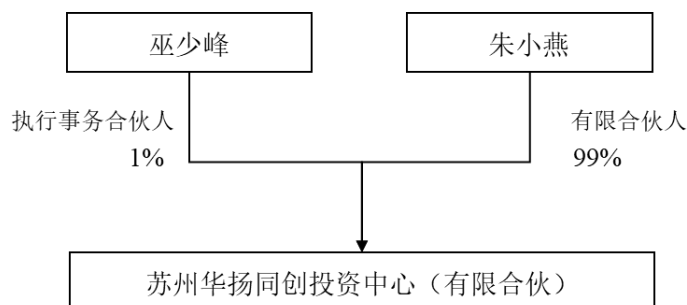 巫少峰
朱小燕
执行事务合伙人
1%
有限合伙人
99%
苏州华扬同创投资中心（有限合伙）